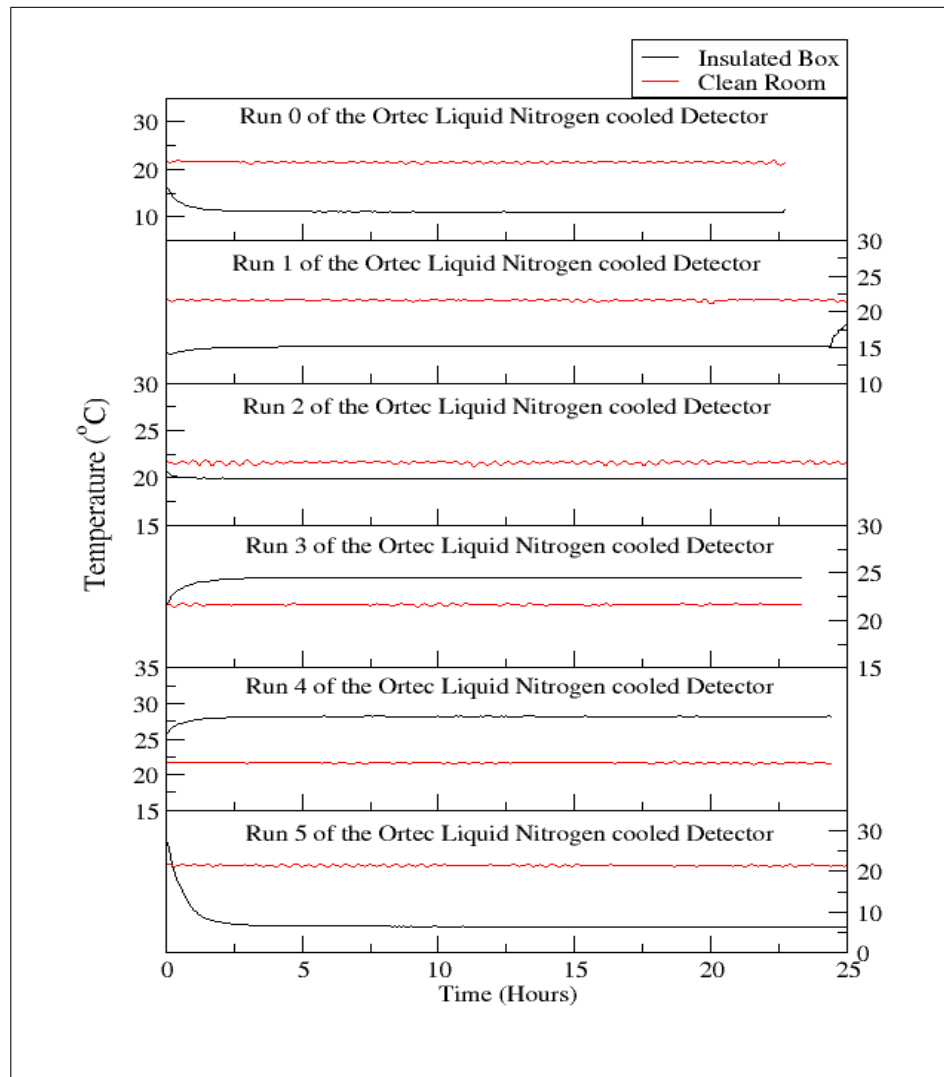 Insulated Box
Clean Room
Run 0 of the Ortec Liquid Nitrogen cooled Detector
30
20
10
30
25
20
15
10
Run 1 of the Ortec Liquid Nitrogen cooled Detector
30
25
20
15
Run 2 of the Ortec Liquid Nitrogen cooled Detector
Temperature (°C)
30
25
20
15
Run 3 of the Ortec Liquid Nitrogen cooled Detector
35
30
25
20
15
Run 4 of the Ortec Liquid Nitrogen cooled Detector
30
20
10
0
Run 5 of the Ortec Liquid Nitrogen cooled Detector
0 5 10 15 20 25
Time (Hours)